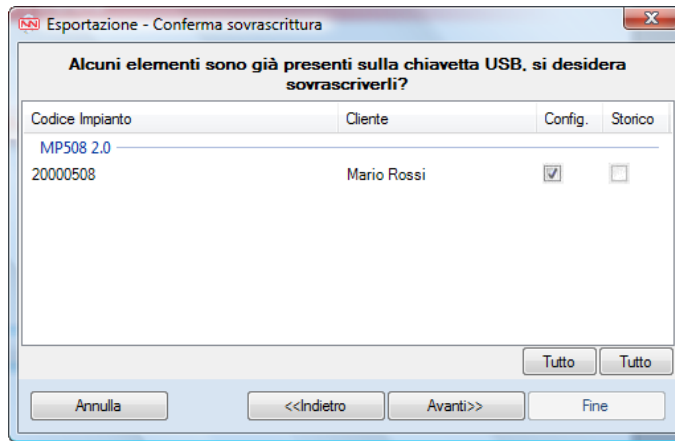 Esportazione - Conferma sovrascrittura
Alcuni elementi sono già presenti sulla chiavetta USB, si desidera
sovrascriverli?
Codice Impianto Cliente Config. Storico
MP508 2.0
20000508 Mario Rossi
Tutto Tutto
Annulla <<Indietro Avanti>> Fine